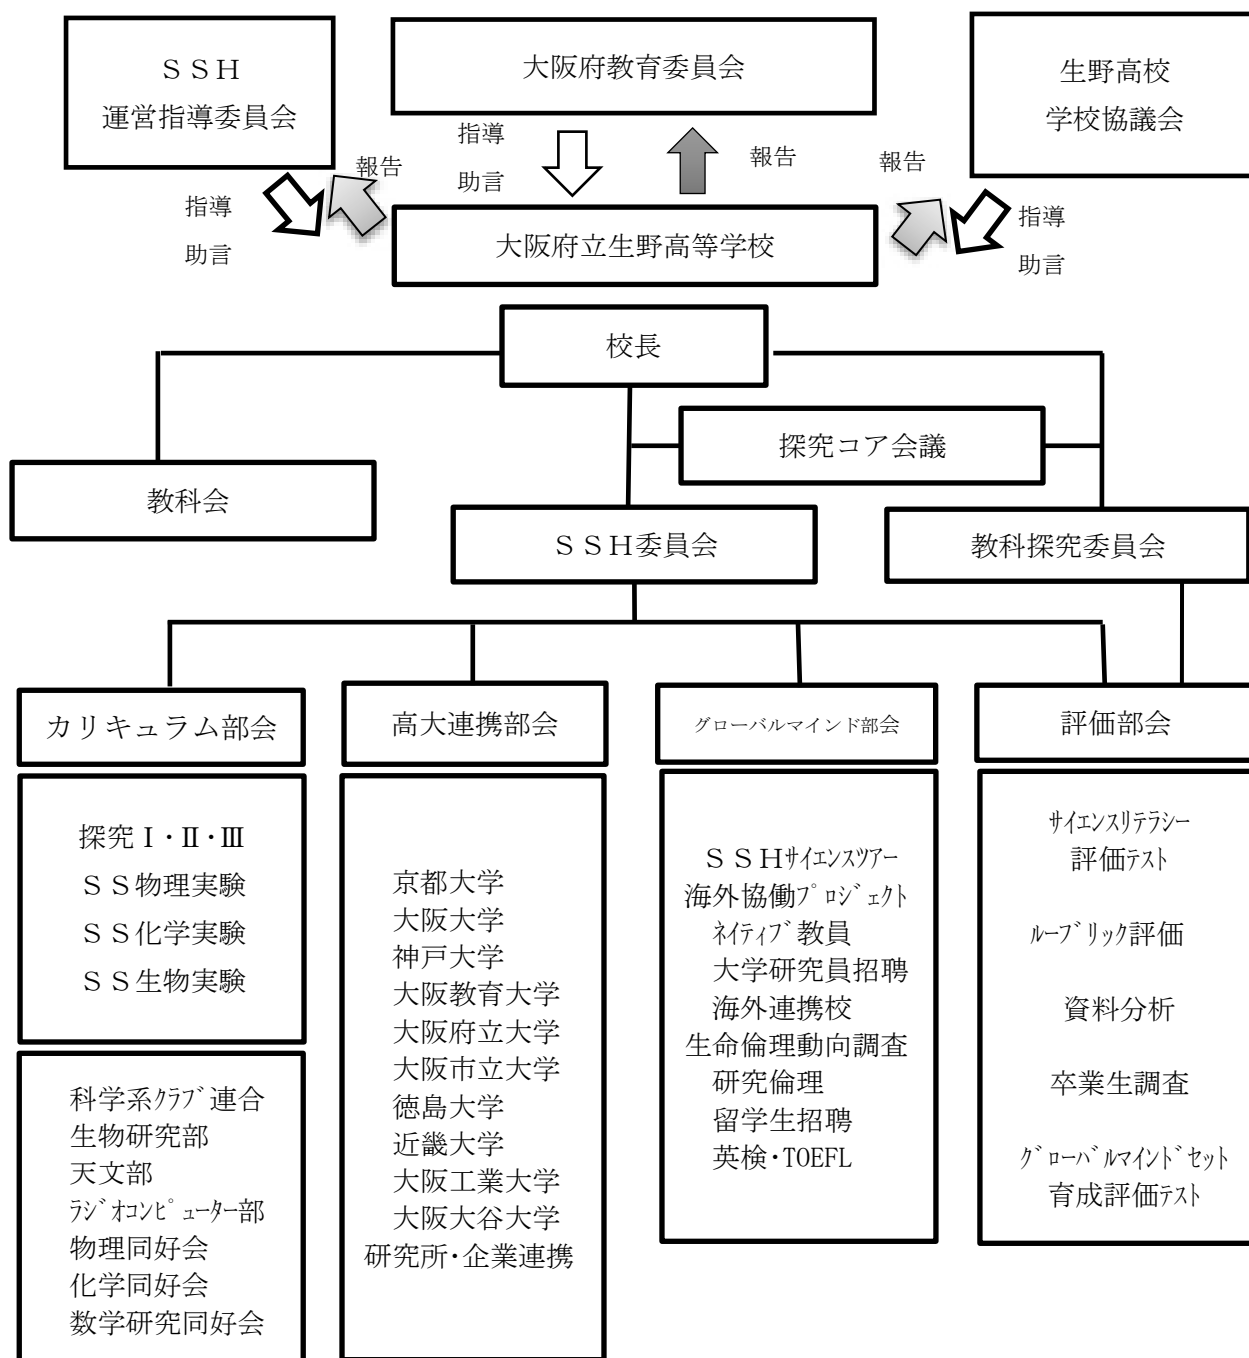 ＳＳＨ
運営指導委員会
大阪府教育委員会
生野高校
学校協議会
指導
助言
報告
指導
助言
報告
報告
指導
助言
大阪府立生野高等学校
校長
探究コア会議
教科会
ＳＳＨ委員会
教科探究委員会
カリキュラム部会
高大連携部会
グローバルマインド部会
評価部会
探究Ⅰ・Ⅱ・Ⅲ
ＳＳ物理実験
ＳＳ化学実験
ＳＳ生物実験
科学系ｸﾗﾌﾞ連合
生物研究部
天文部
ﾗｼﾞｵｺﾝﾋﾟｭｰﾀｰ部
物理同好会
化学同好会
数学研究同好会
京都大学
大阪大学
神戸大学
大阪教育大学
大阪府立大学
大阪市立大学
徳島大学
近畿大学
大阪工業大学
大阪大谷大学
研究所・企業連携
ＳＳＨｻｲｴﾝｽﾂｱｰ
海外協働ﾌﾟﾛｼﾞｪｸﾄ
ﾈｲﾃｨﾌﾞ教員
大学研究員招聘
海外連携校
生命倫理動向調査
研究倫理
留学生招聘
英検・TOEFL
ｻｲｴﾝｽﾘﾃﾗｼｰ
評価ﾃｽﾄ
ﾙｰﾌﾞﾘｯｸ評価
資料分析
卒業生調査
ｸﾞﾛｰﾊﾞﾙﾏｲﾝﾄﾞｾｯﾄ
育成評価ﾃｽﾄ